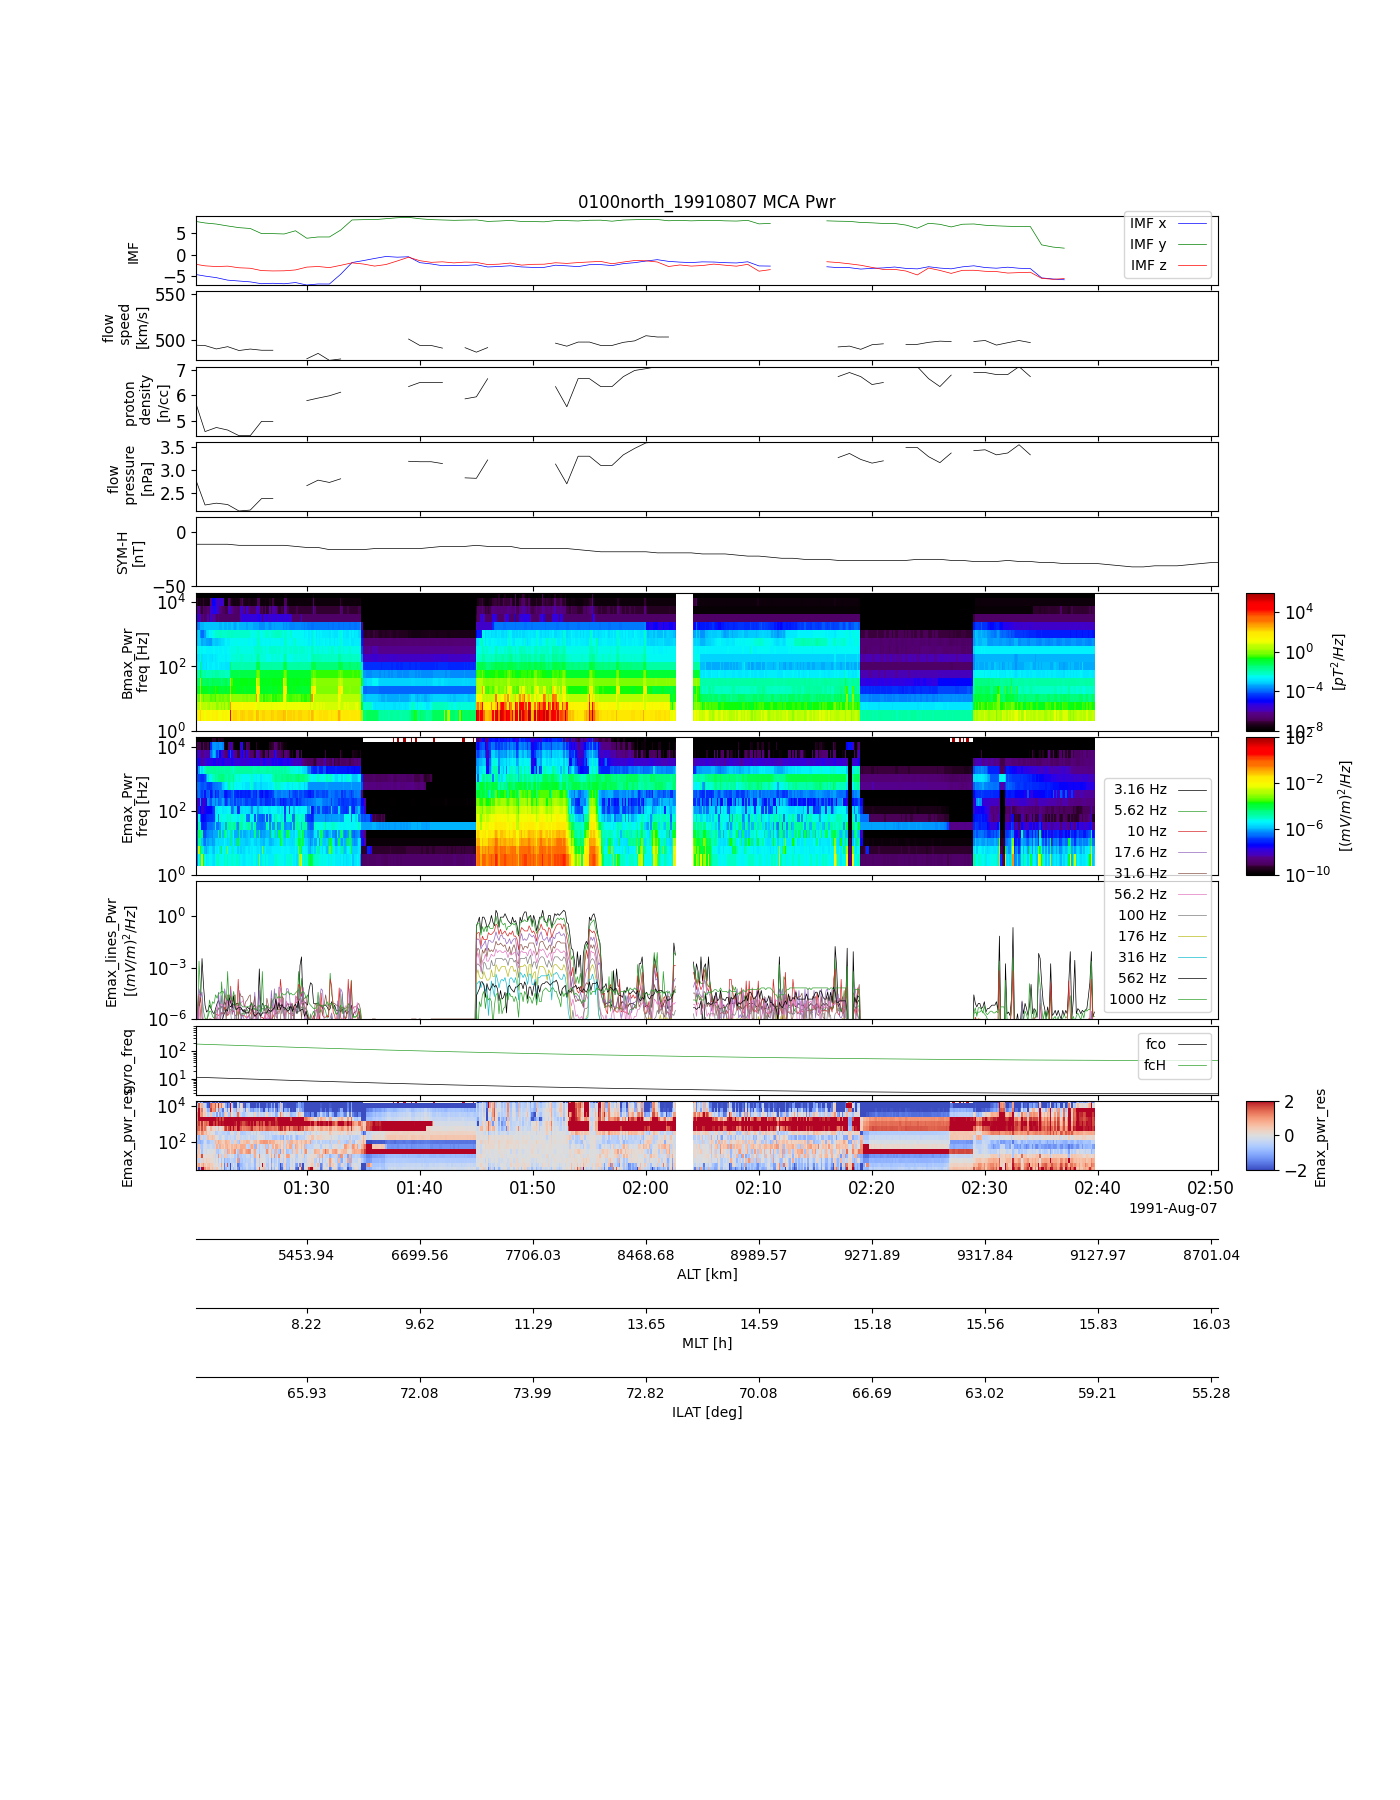 0100north_19910807 MCA Pwr
IMF
5
0
−5
IMF x
IMF y
IMF z
flow
speed
[km/s]
550
500
proton
density
[n/cc]
7
6
5
flow
pressure
[nPa]
3.5
3.0
2.5
SYM-H
[nT]
0
−50
Bmax_Pwr
freq [Hz]
10^4
10^2
10^0
10^4
10^0
10^−4
10^−8
[pT^2/Hz]
Emax_Pwr
freq [Hz]
10^4
10^2
10^0
10^2
10^−2
10^−6
10^−10
[(mV/m)^2/Hz]
Emax_lines_Pwr
[(mV/m)^2/Hz]
10^0
10^−3
10^−6
3.16 Hz
5.62 Hz
10 Hz
17.6 Hz
31.6 Hz
56.2 Hz
100 Hz
176 Hz
316 Hz
562 Hz
1000 Hz
gyro_freq
10^2
10^1
fco
fcH
Emax_pwr_res
10^4
10^2
2
0
−2
Emax_pwr_res
01:30 01:40 01:50 02:00 02:10 02:20 02:30 02:40 02:50
1991-Aug-07
5453.94 6699.56 7706.03 8468.68 8989.57 9271.89 9317.84 9127.97 8701.04
ALT [km]
8.22 9.62 11.29 13.65 14.59 15.18 15.56 15.83 16.03
MLT [h]
65.93 72.08 73.99 72.82 70.08 66.69 63.02 59.21 55.28
ILAT [deg]